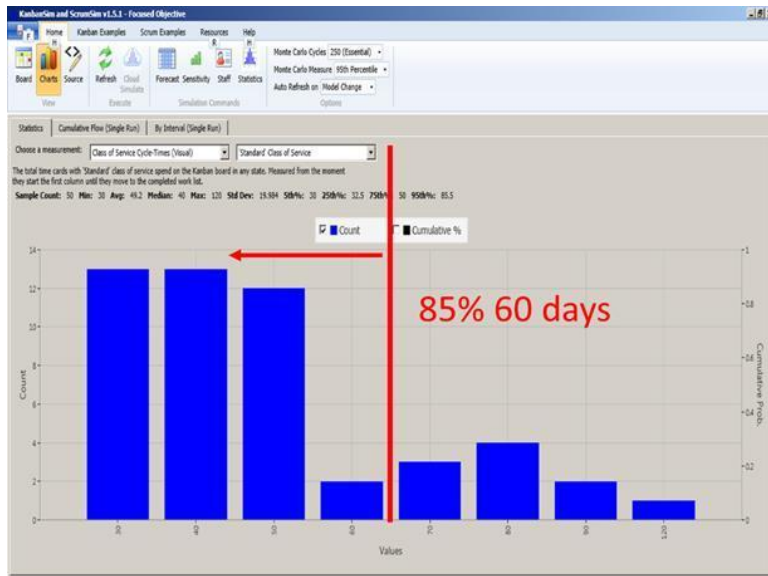 KanbanSim and ScrumSim v1.5.1 - Focused Objective
F Home Kanban Examples Scrum Examples Resources Help
H R H
Board Charts Source Refresh Cloud Simulate Forecast Sensitivity Staff Statistics
Monte Carlo Cycles 250 (Essential)
Monte Carlo Measure 95th Percentile
Auto Refresh on Model Change
View Execute Simulation Commands Options
Statistics Cumulative Flow (Single Run) By Interval (Single Run)
Choose a measurement: Class of Service Cycle-Times (Visual) 'Standard' Class of Service
The total time cards with 'Standard' class of service spend on the Kanban board in any state. Measured from the moment
they start the first column until they move to the completed work list.
Sample Count: 50 Min: 30 Avg: 49.2 Median: 40 Max: 120 Std Dev: 19.984 5th%: 30 25th%: 32.5 75th% 50 95th%: 85.5
Count Cumulative %
85% 60 days
14
12
10
8
6
4
2
0
Count
1
0.8
0.6
0.4
0.2
0
Cumulative Prob.
30 40 50 60 70 80 90 120
Values